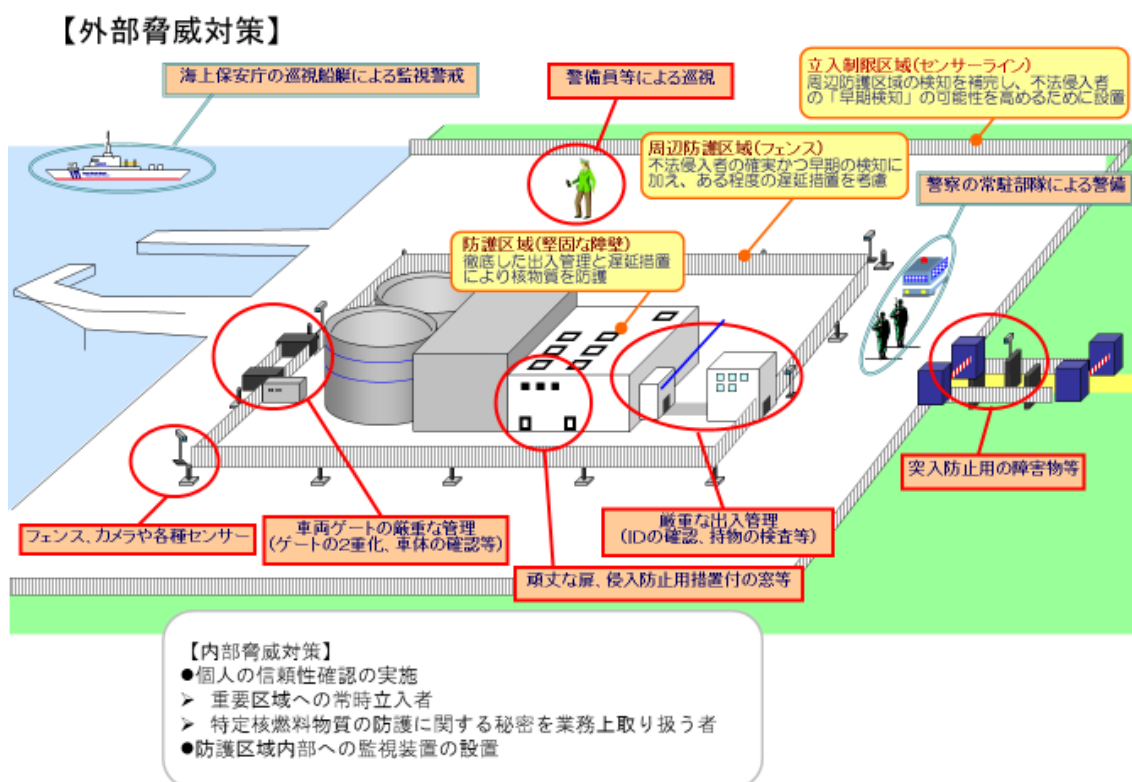 【外部脅威対策】
海上保安庁の巡視船艇による監視警戒
警備員等による巡視
立入制限区域(センサーライン)
周辺防護区域の検知を補完し、不法侵入者
の「早期検知」の可能性を高めるために設置
周辺防護区域(フェンス)
不法侵入者の確実かつ早期の検知に
加え、ある程度の遅延措置を考慮
警察の常駐部隊による警備
防護区域(堅固な障壁)
徹底した出入管理と遅延措置
により核物質を防護
突入防止用の障害物等
フェンス、カメラや各種センサー
車両ゲートの厳重な管理
(ゲートの2重化、車体の確認等)
厳重な出入管理
(IDの確認、持物の検査等)
頑丈な扉、侵入防止用措置付の窓等
【内部脅威対策】
●個人の信頼性確認の実施
➢ 重要区域への常時立入者
➢ 特定核燃料物質の防護に関する秘密を業務上取り扱う者
●防護区域内部への監視装置の設置